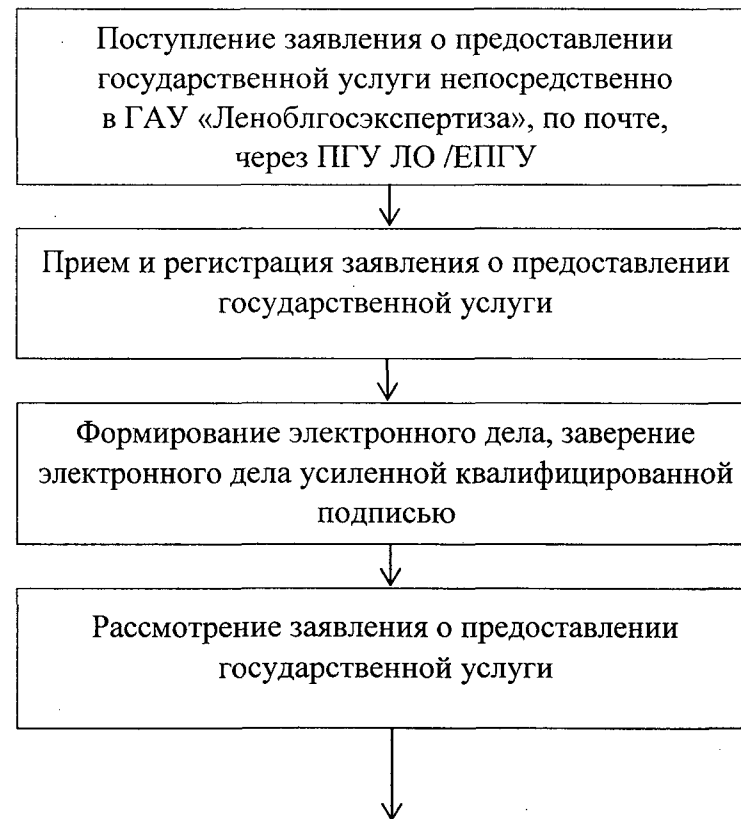 Поступление заявления о предоставлении
государственной услуги непосредственно
в ГАУ «Леноблгосэкспертиза», по почте,
через ПГУ ЛО /ЕПГУ
Прием и регистрация заявления о предоставлении
государственной услуги
Формирование электронного дела, заверение
электронного дела усиленной квалифицированной
подписью
Рассмотрение заявления о предоставлении
государственной услуги